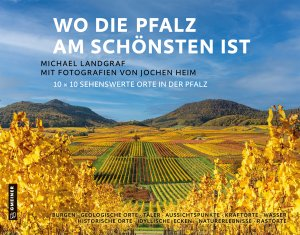 WO DIE PFALZ
AM SCHÖNSTEN IST
MICHAEL LANDGRAF
MIT FOTOGRAFIEN VON JOCHEN HEIM
10 × 10 SEHENSWERTE ORTE IN DER PFALZ
BURGEN · GEOLOGISCHE ORTE · TÄLER · AUSSICHTSPUNKTE · KRAFTORTE · WASSER
HISTORISCHE ORTE · IDYLLISCHE ECKEN · NATURERLEBNISSE · RASTORTE
GMEINER